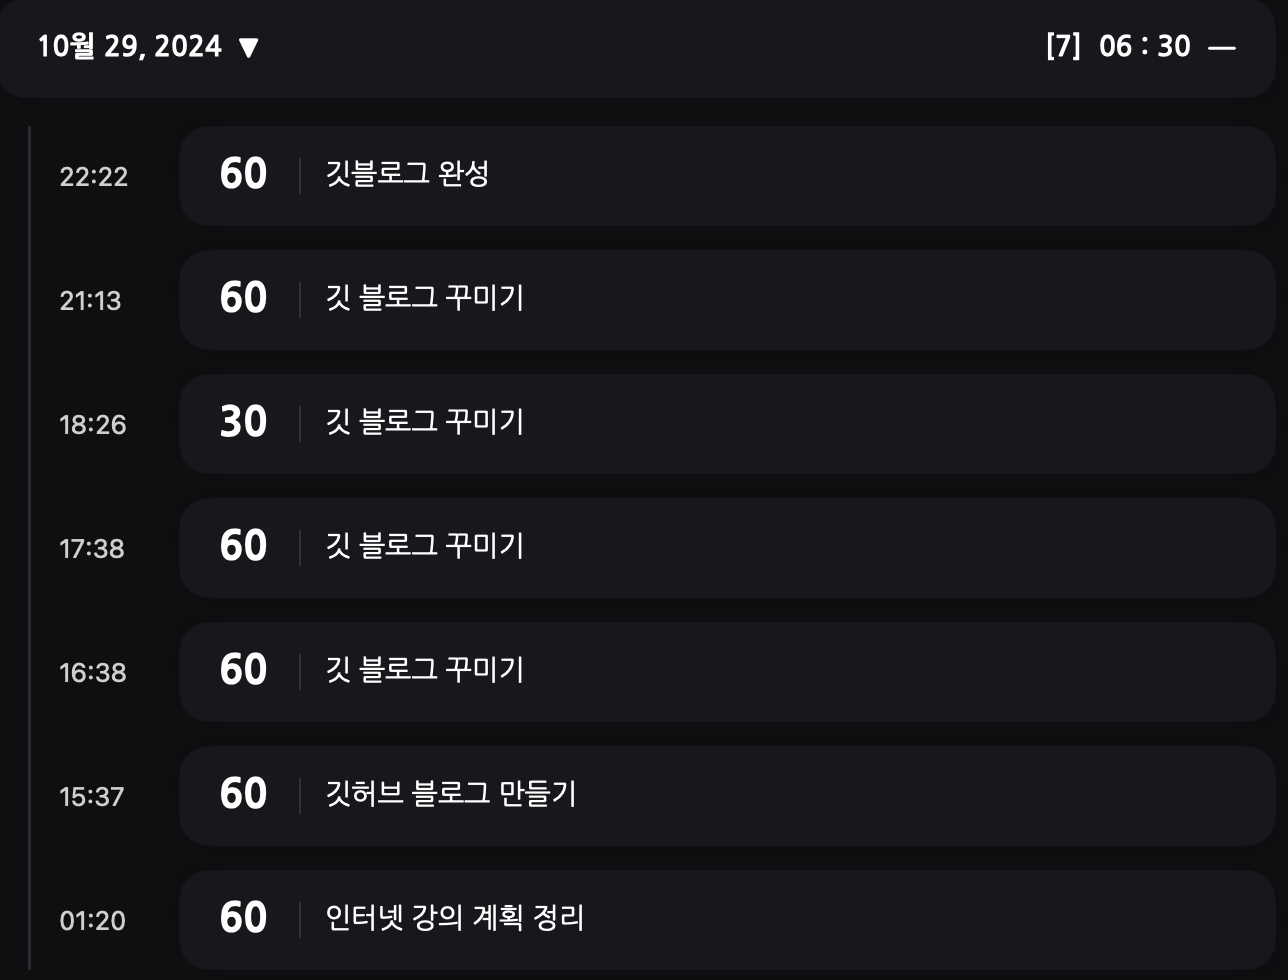 10월 29, 2024 ▼ [7] 06 : 30 —
22:22 60 깃블로그 완성
21:13 60 깃 블로그 꾸미기
18:26 30 깃 블로그 꾸미기
17:38 60 깃 블로그 꾸미기
16:38 60 깃 블로그 꾸미기
15:37 60 깃허브 블로그 만들기
01:20 60 인터넷 강의 계획 정리